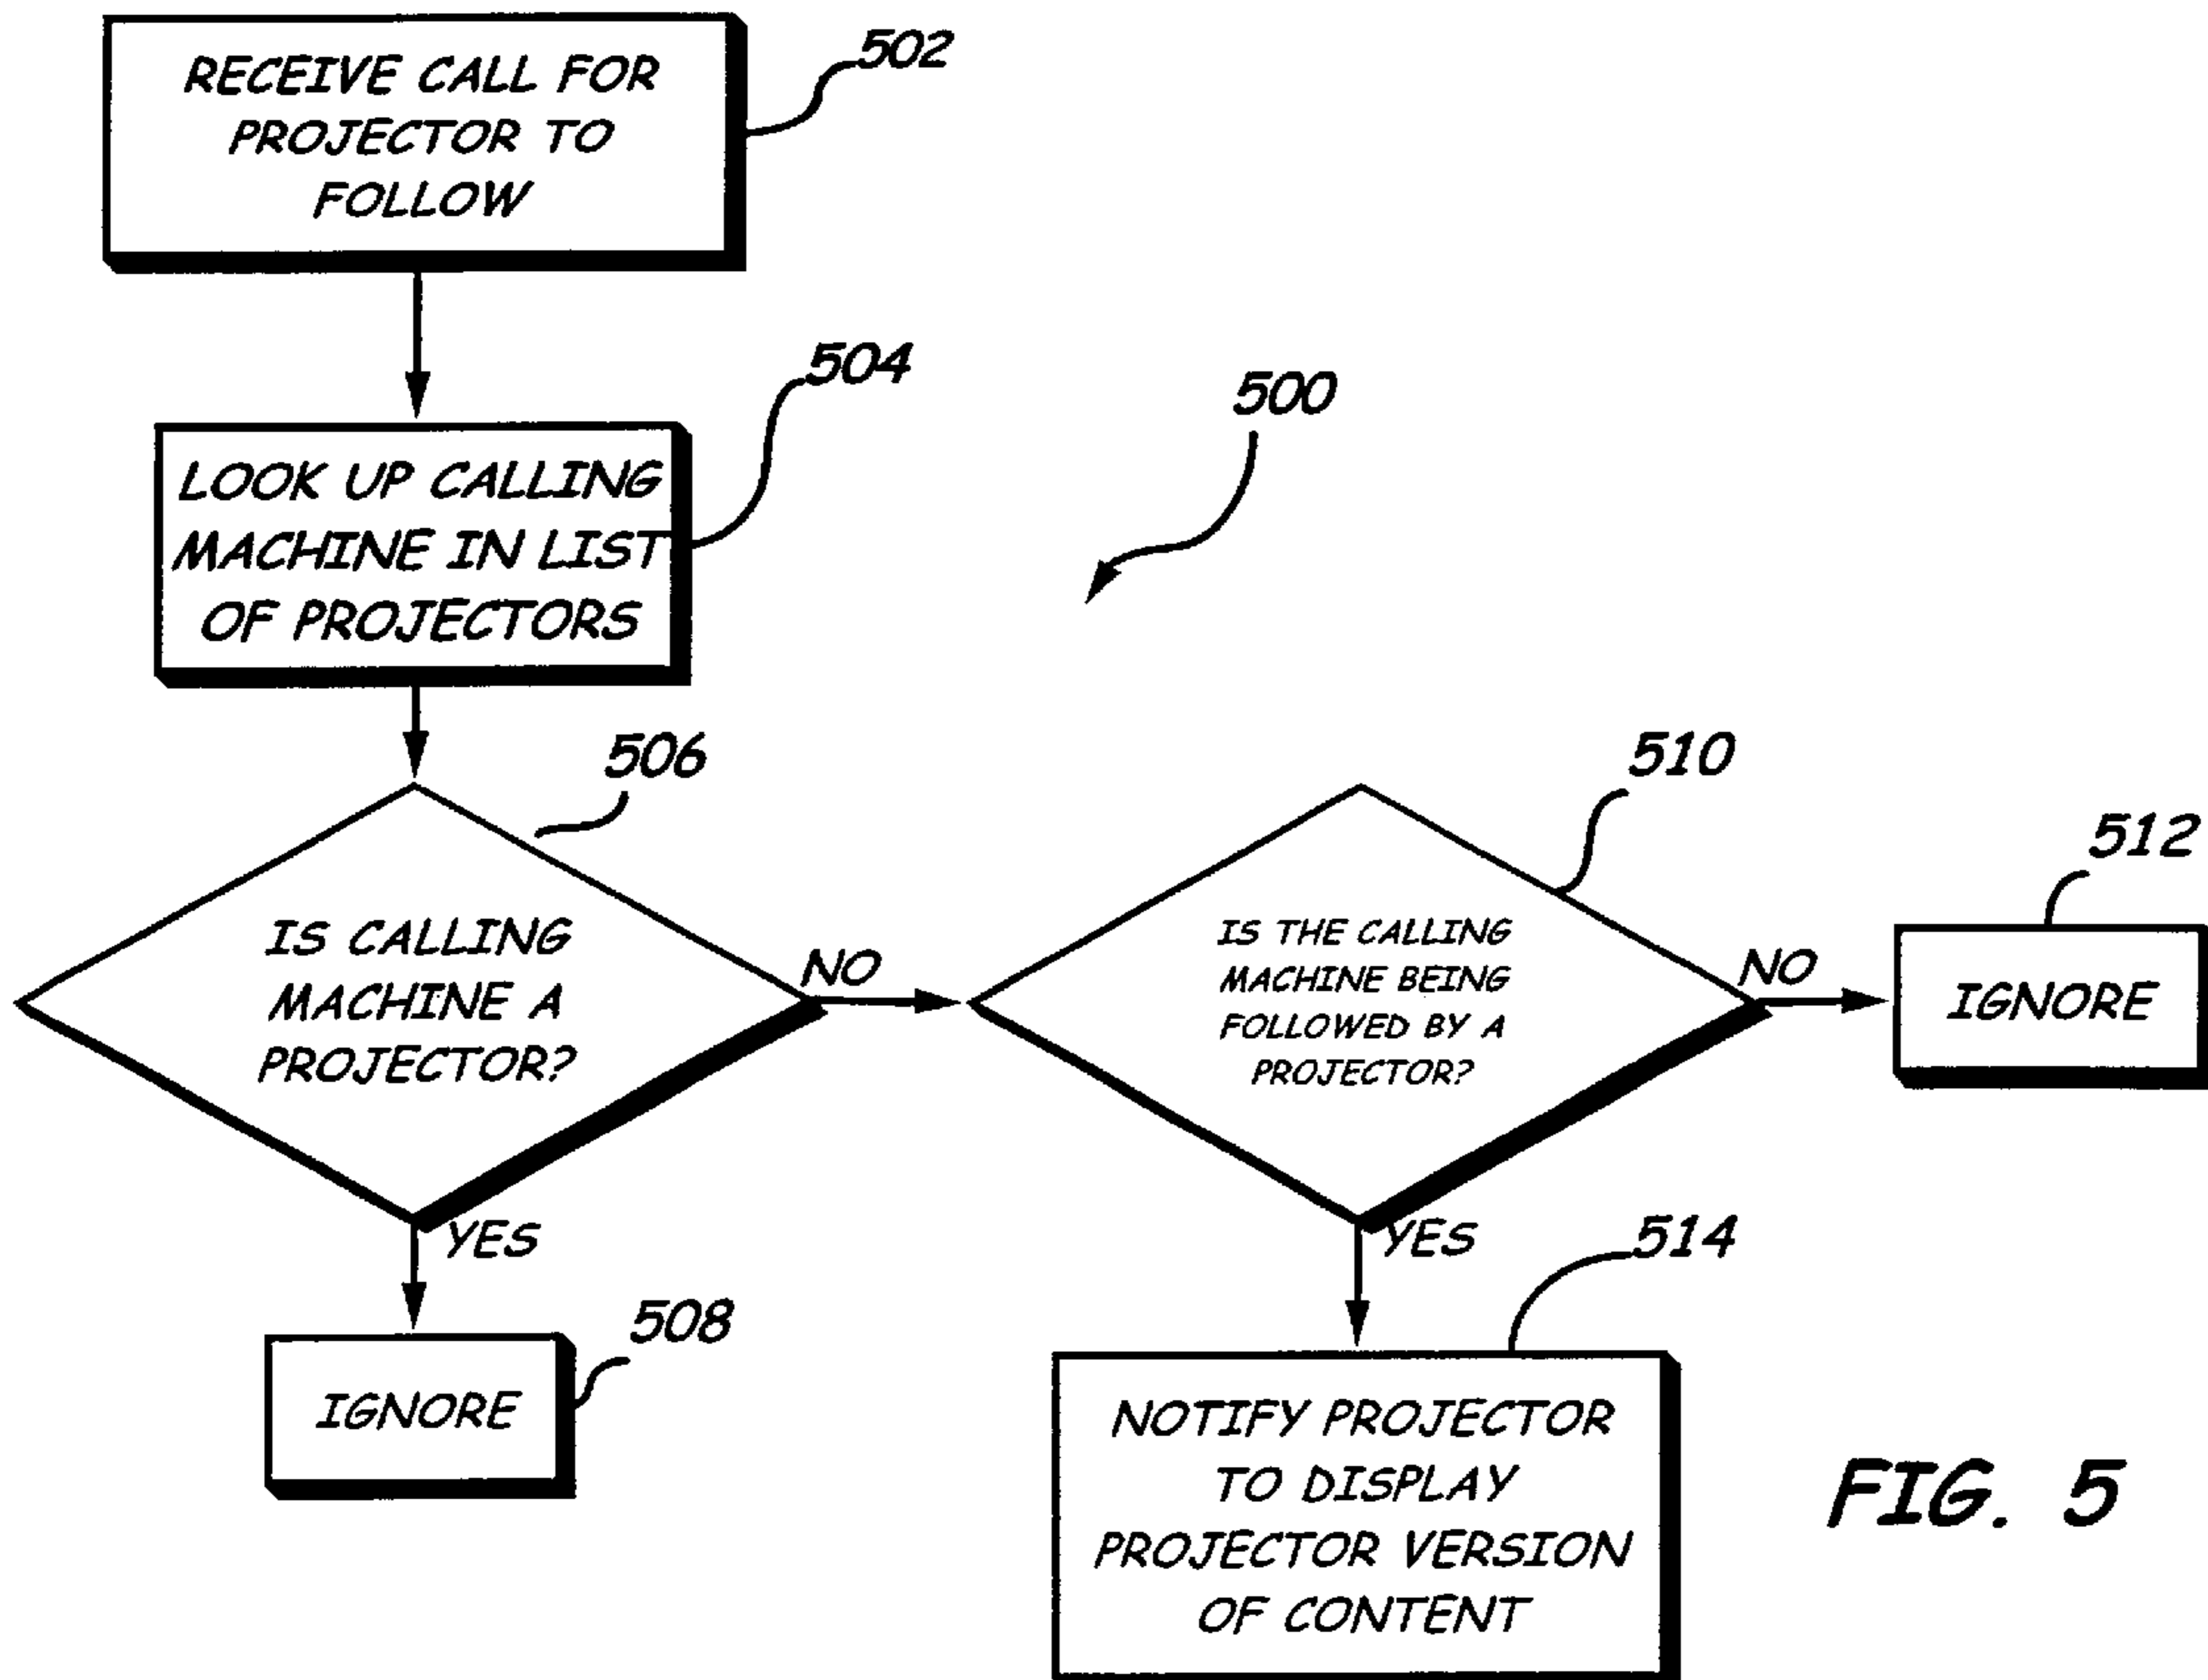 RECEIVE CALL FOR
PROJECTOR TO
FOLLOW
502
LOOK UP CALLING
MACHINE IN LIST
OF PROJECTORS
504
500
506
IS CALLING
MACHINE A
PROJECTOR?
NO
YES
IGNORE
508
510
IS THE CALLING
MACHINE BEING
FOLLOWED BY A
PROJECTOR?
NO
512
IGNORE
YES
514
NOTIFY PROJECTOR
TO DISPLAY
PROJECTOR VERSION
OF CONTENT
FIG. 5